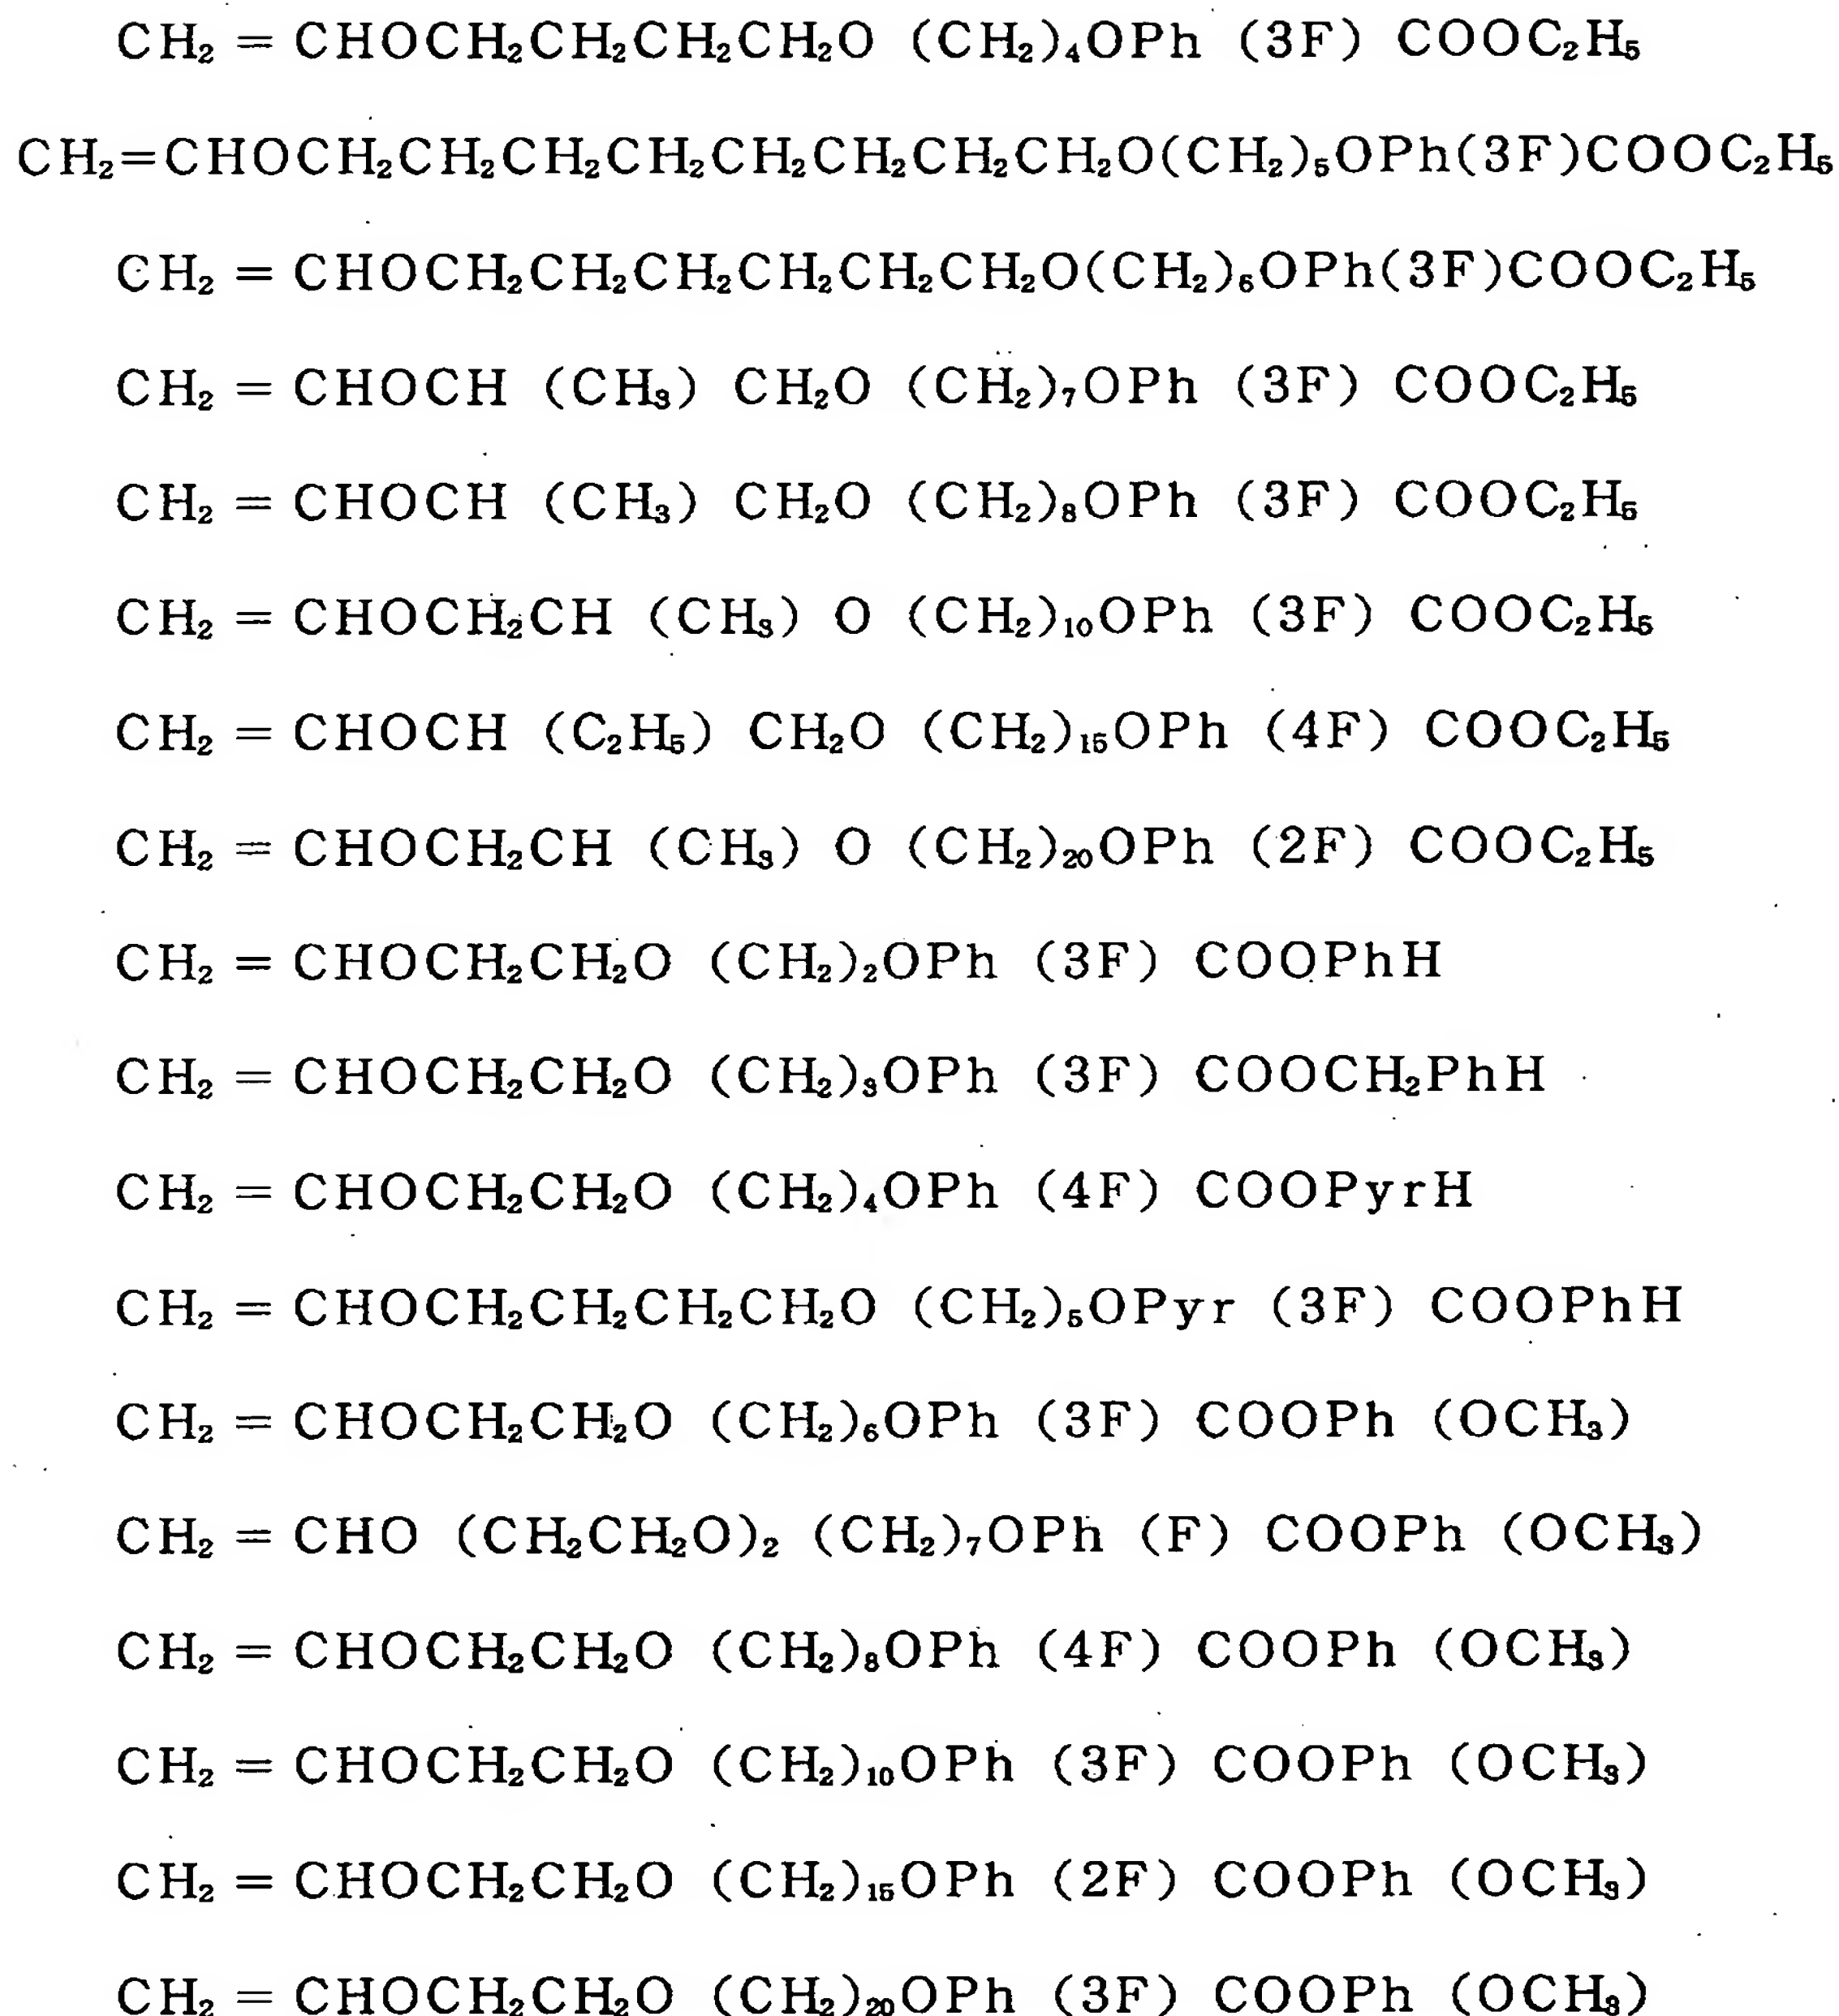 CH₂ = CHOCH₂CH₂CH₂CH₂O (CH₂)₄OPh (3F) COOC₂H₅
CH₂=CHOCH₂CH₂CH₂CH₂CH₂CH₂CH₂CH₂O(CH₂)₅OPh(3F)COOC₂H₅
CH₂ = CHOCH₂CH₂CH₂CH₂CH₂CH₂O(CH₂)₆OPh(3F)COOC₂H₅
CH₂ = CHOCH (CH₃) CH₂O (CH₂)₇OPh (3F) COOC₂H₅
CH₂ = CHOCH (CH₃) CH₂O (CH₂)₈OPh (3F) COOC₂H₅
CH₂ = CHOCH₂CH (CH₃) O (CH₂)₁₀OPh (3F) COOC₂H₅
CH₂ = CHOCH (C₂H₅) CH₂O (CH₂)₁₅OPh (4F) COOC₂H₅
CH₂ = CHOCH₂CH (CH₃) O (CH₂)₂₀OPh (2F) COOC₂H₅
CH₂ = CHOCH₂CH₂O (CH₂)₂OPh (3F) COOPhH
CH₂ = CHOCH₂CH₂O (CH₂)₃OPh (3F) COOCH₂PhH
CH₂ = CHOCH₂CH₂O (CH₂)₄OPh (4F) COOPyrH
CH₂ = CHOCH₂CH₂CH₂CH₂O (CH₂)₅OPyr (3F) COOPhH
CH₂ = CHOCH₂CH₂O (CH₂)₆OPh (3F) COOPh (OCH₃)
CH₂ = CHO (CH₂CH₂O)₂ (CH₂)₇OPh (F) COOPh (OCH₃)
CH₂ = CHOCH₂CH₂O (CH₂)₈OPh (4F) COOPh (OCH₃)
CH₂ = CHOCH₂CH₂O (CH₂)₁₀OPh (3F) COOPh (OCH₃)
CH₂ = CHOCH₂CH₂O (CH₂)₁₅OPh (2F) COOPh (OCH₃)
CH₂ = CHOCH₂CH₂O (CH₂)₂₀OPh (3F) COOPh (OCH₃)